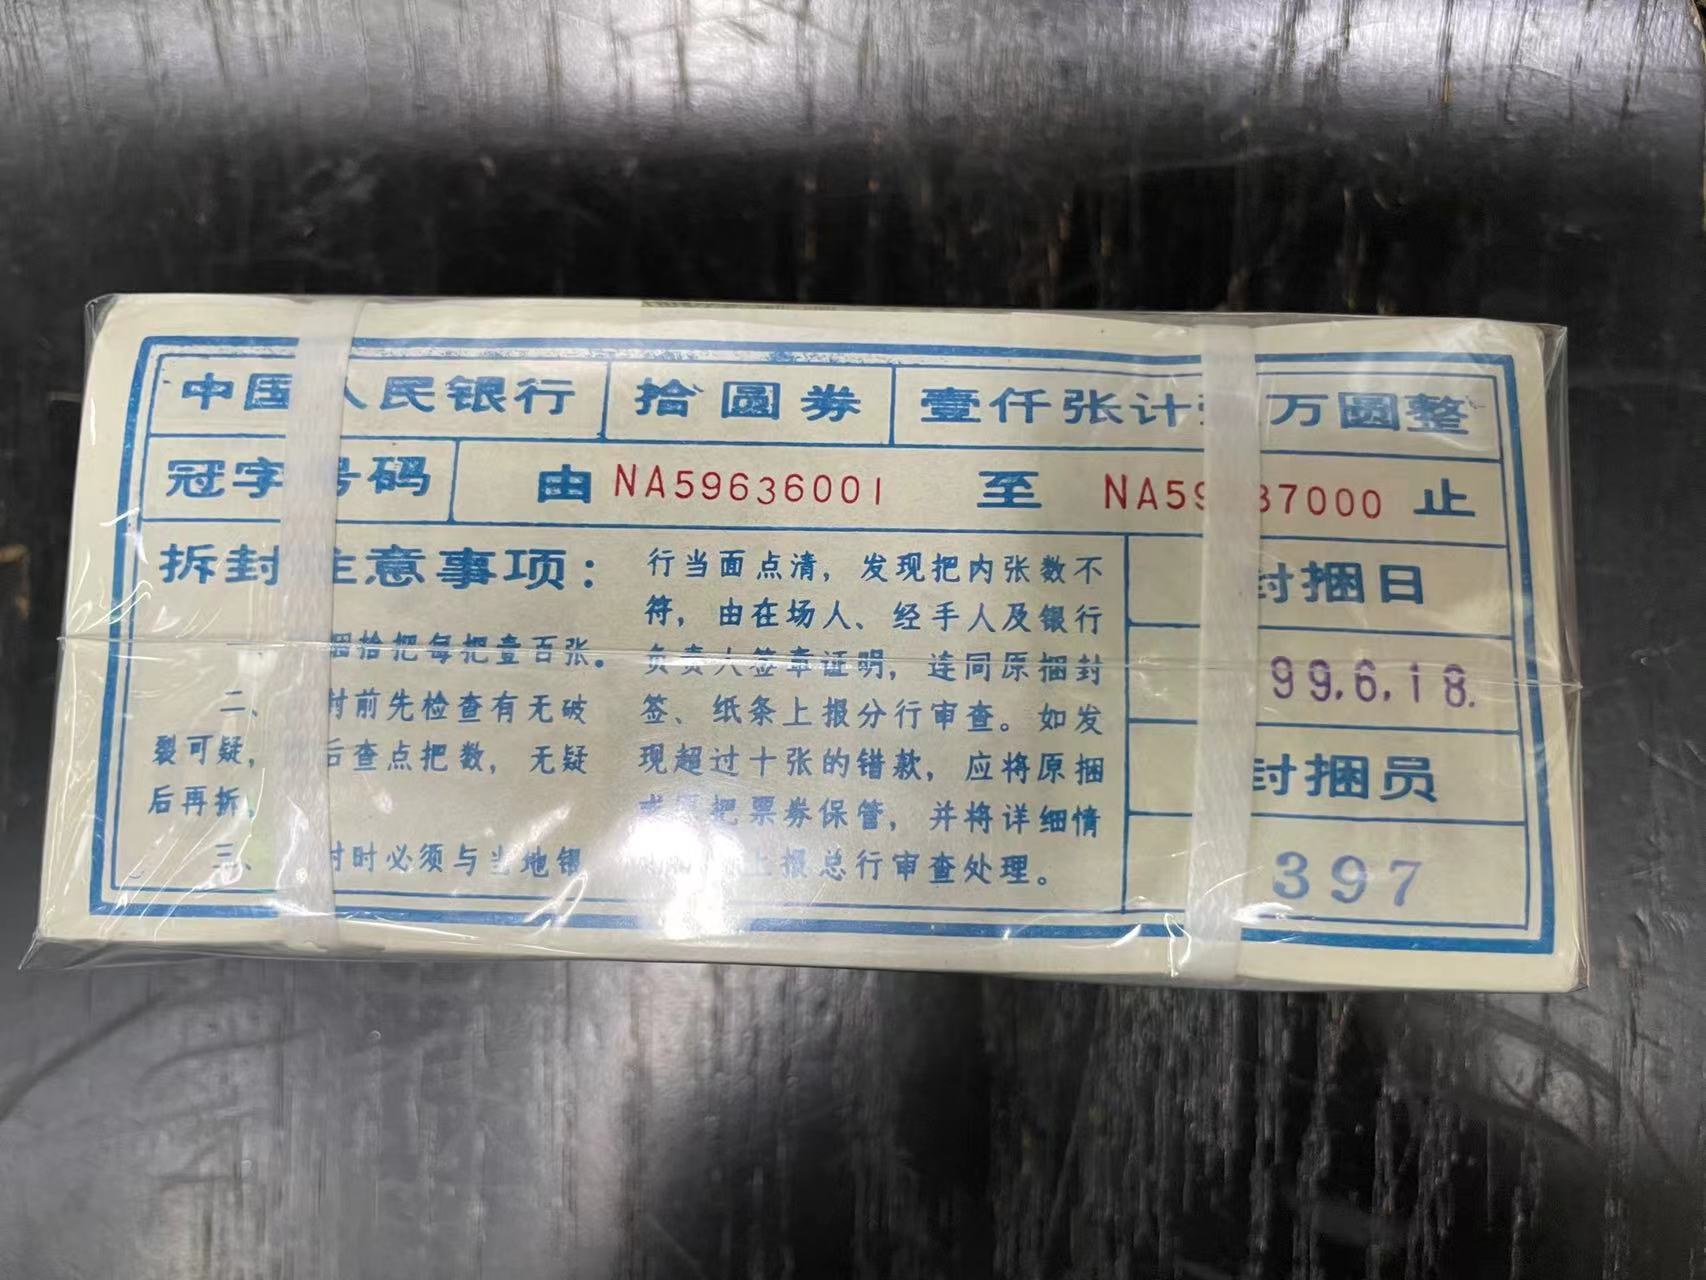 中国人民银行 拾圆券 壹仟张计 万圆整
冠字号码 由 NA59636001 至 NA59 37000 止
拆封注意事项：
捆拾把每把壹百张。
二、 封前先检查有无破
裂可疑， 后查点把数，无疑
后再拆，
三、 封时必须与当地银
行当面点清，发现把内张数不
符，由在场人、经手人及银行
负责人签章证明，连同原捆封
签、纸条上报分行审查。如发
现超过十张的错款，应将原捆
把票券保管，并将详细情
上报总行审查处理。
封捆日
99.6.18.
封捆员
397